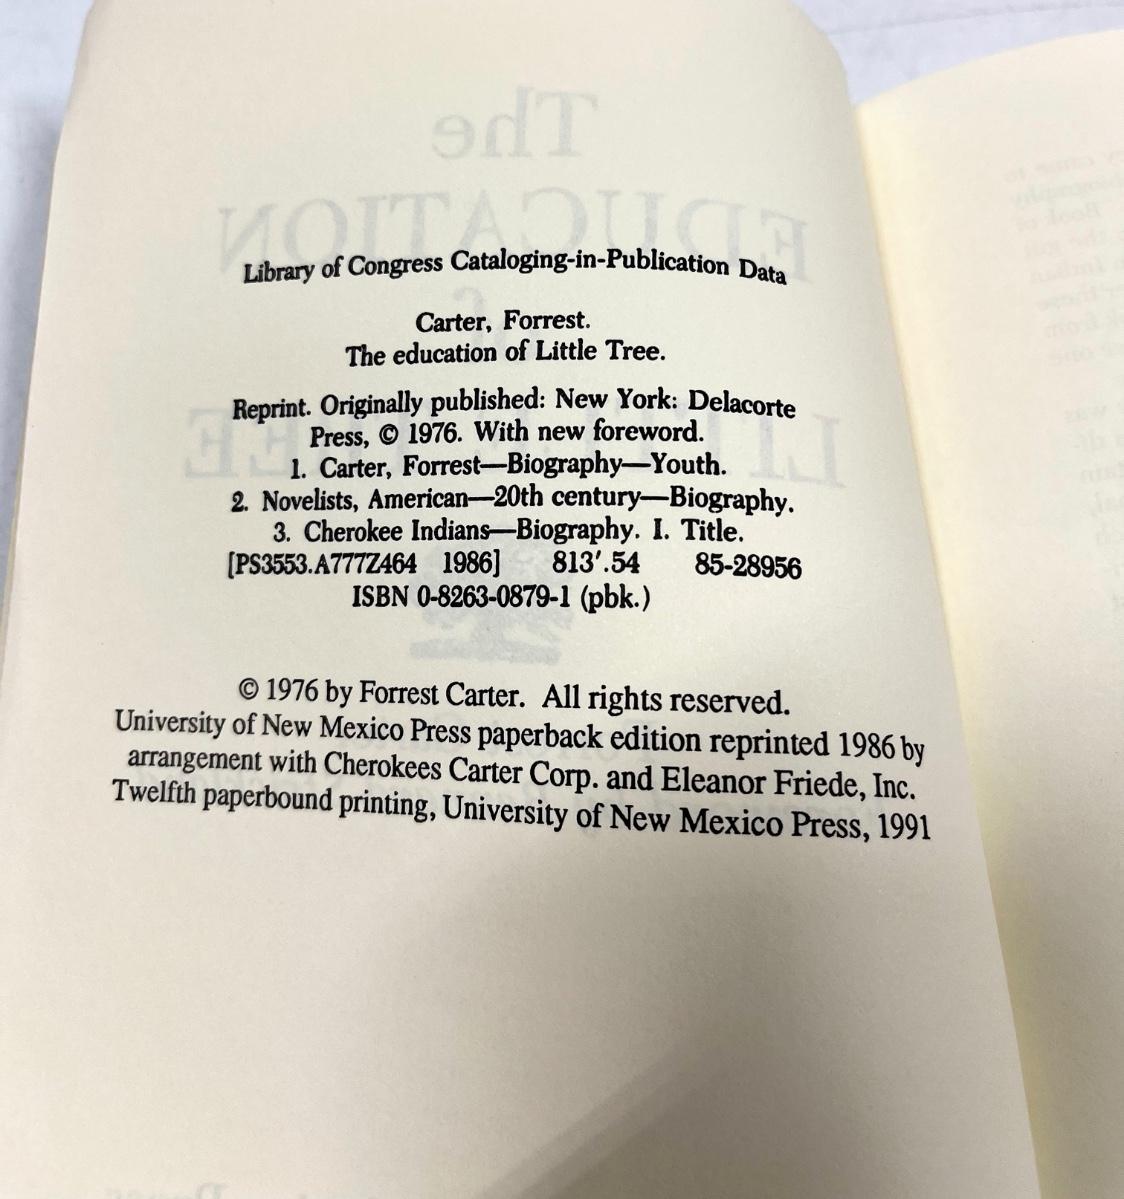 Library of Congress Cataloging-in-Publication Data
Carter, Forrest.
The education of Little Tree.
Reprint. Originally published: New York: Delacorte
Press, © 1976. With new foreword.
1. Carter, Forrest—Biography—Youth.
2. Novelists, American—20th century—Biography.
3. Cherokee Indians—Biography. I. Title.
[PS3553.A777Z464 1986] 813′.54 85-28956
ISBN 0-8263-0879-1 (pbk.)
© 1976 by Forrest Carter. All rights reserved.
University of New Mexico Press paperback edition reprinted 1986 by
arrangement with Cherokees Carter Corp. and Eleanor Friede, Inc.
Twelfth paperbound printing, University of New Mexico Press, 1991